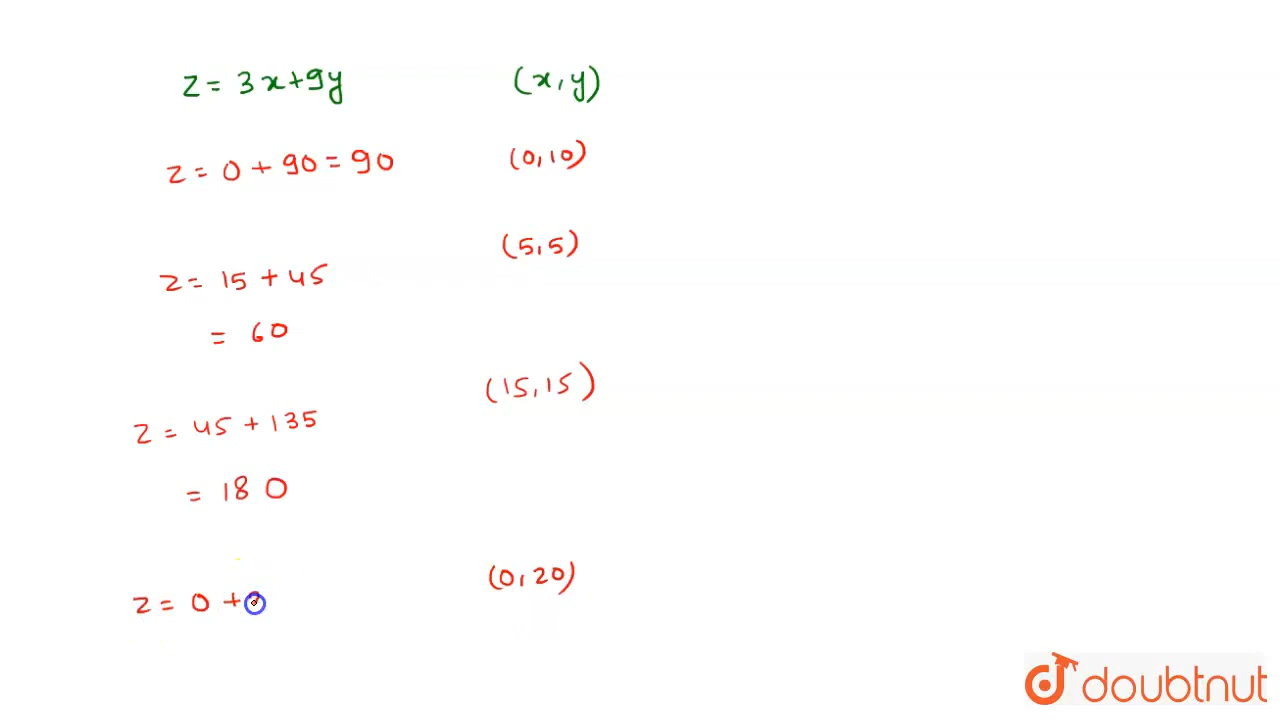 z = 3x+9y (x,y)
z = 0 + 90 = 90 (0,10)
(5,5)
z = 15 + 45
= 60
(15,15)
z = 45 + 135
= 180
(0,20)
z = 0 +
doubtnut